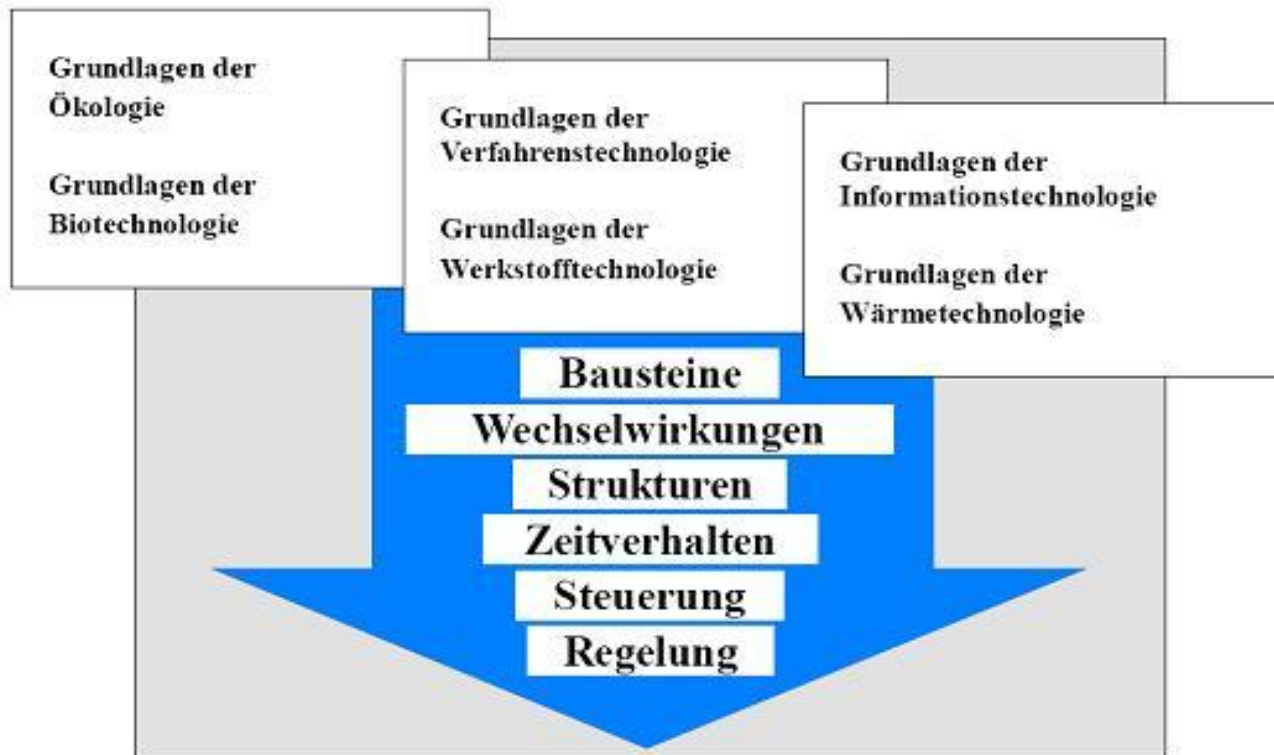 Grundlagen der
Ökologie
Grundlagen der
Biotechnologie
Grundlagen der
Verfahrenstechnologie
Grundlagen der
Werkstofftechnologie
Grundlagen der
Informationstechnologie
Grundlagen der
Wärmetechnologie
Bausteine
Wechselwirkungen
Strukturen
Zeitverhalten
Steuerung
Regelung